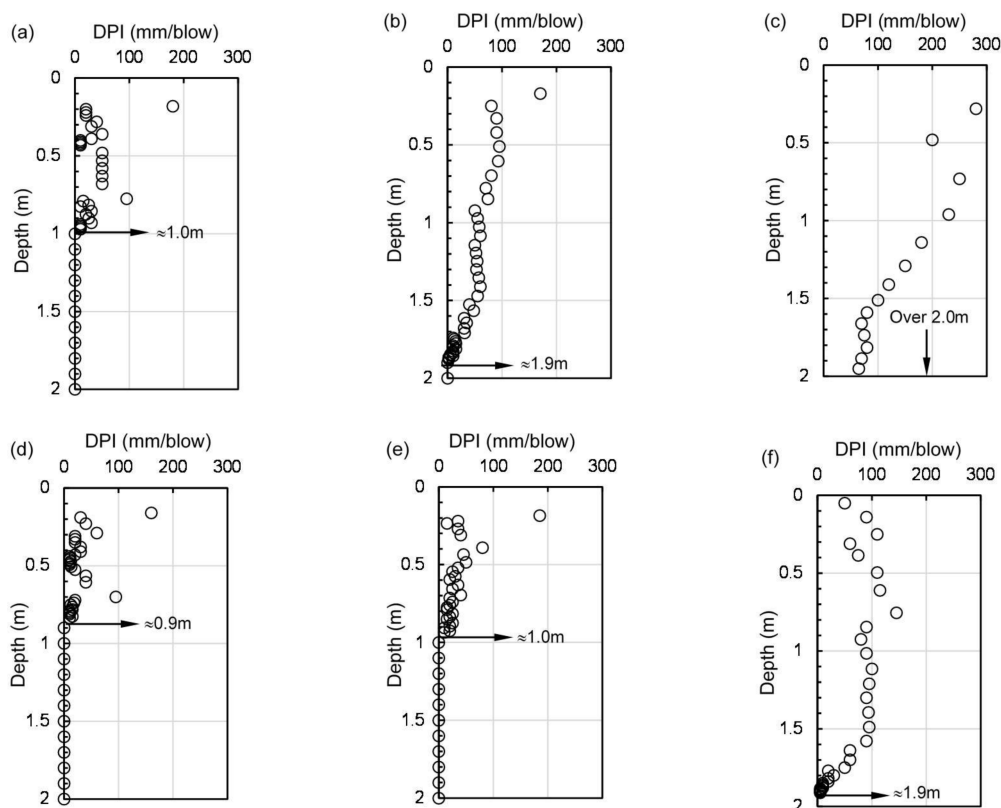 (a) DPI (mm/blow)
0 100 200 300
0
0.5
1
1.5
2
Depth (m)
≈1.0m
(b) DPI (mm/blow)
0 100 200 300
0
0.5
1
1.5
2
Depth (m)
≈1.9m
(c) DPI (mm/blow)
0 100 200 300
0
0.5
1
1.5
2
Depth (m)
Over 2.0m
(d) DPI (mm/blow)
0 100 200 300
0
0.5
1
1.5
2
Depth (m)
≈0.9m
(e) DPI (mm/blow)
0 100 200 300
0
0.5
1
1.5
2
Depth (m)
≈1.0m
(f) DPI (mm/blow)
0 100 200 300
0
0.5
1
1.5
2
Depth (m)
≈1.9m